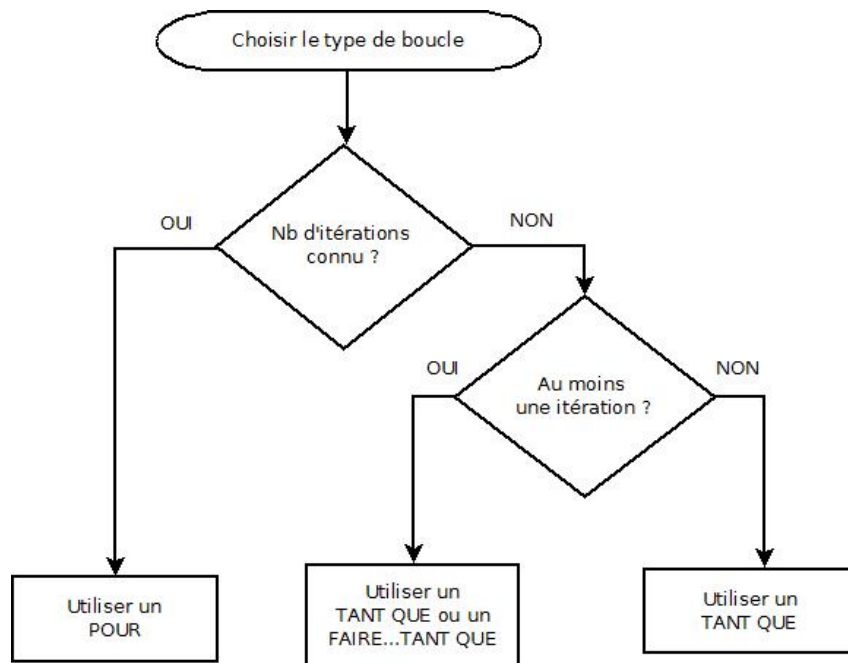 Choisir le type de boucle
OUI
NON
Nb d'itérations
connu ?
OUI
NON
Au moins
une itération ?
Utiliser un
POUR
Utiliser un
TANT QUE ou un
FAIRE...TANT QUE
Utiliser un
TANT QUE